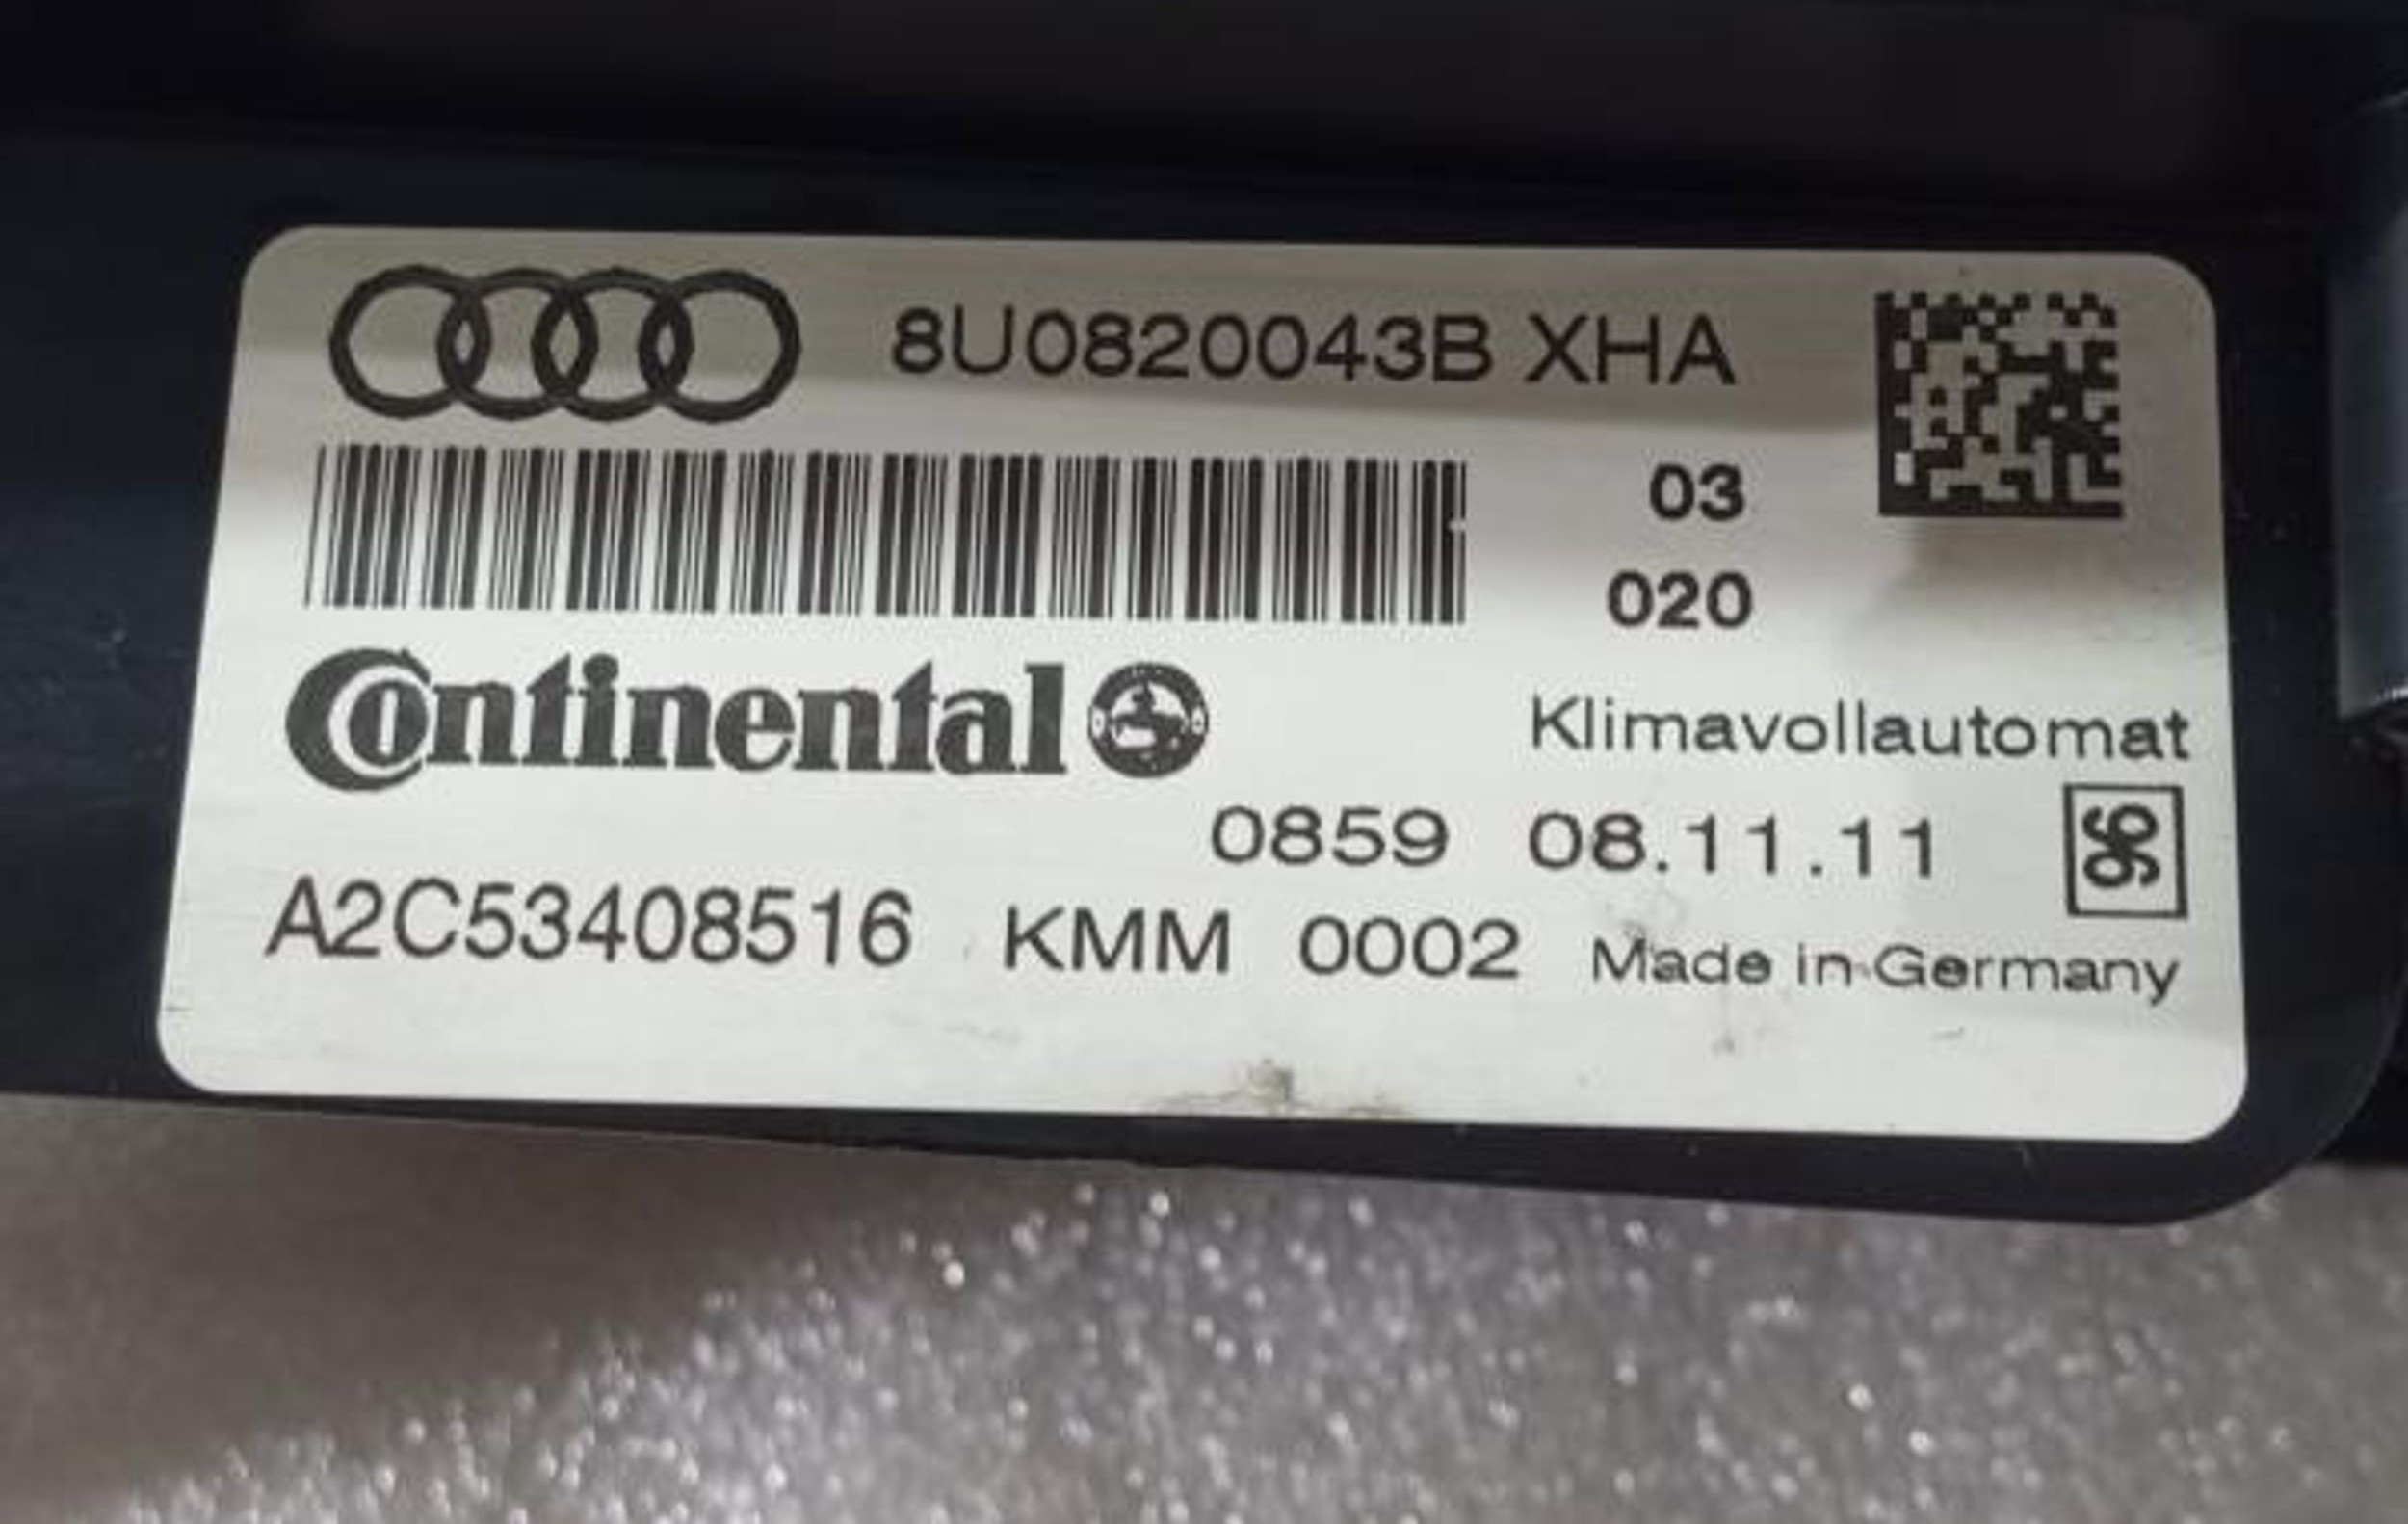 8U0820043B XHA
03
020
Continental
Klimavollautomat
0859 08.11.11
96
A2C53408516 KMM 0002 Made in Germany